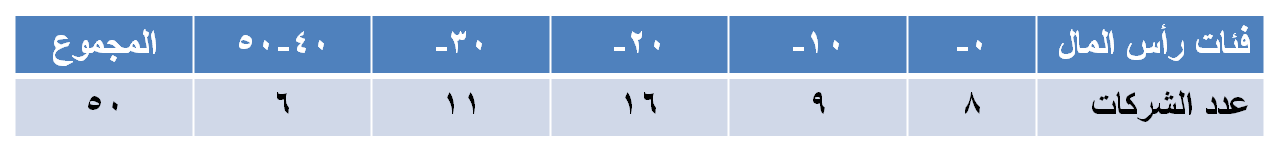 فئات رأس المال ٠- ١٠- ٢٠- ٣٠- ٤٠-٥٠ المجموع
عدد الشركات ٨ ٩ ١٦ ١١ ٦ ٥٠